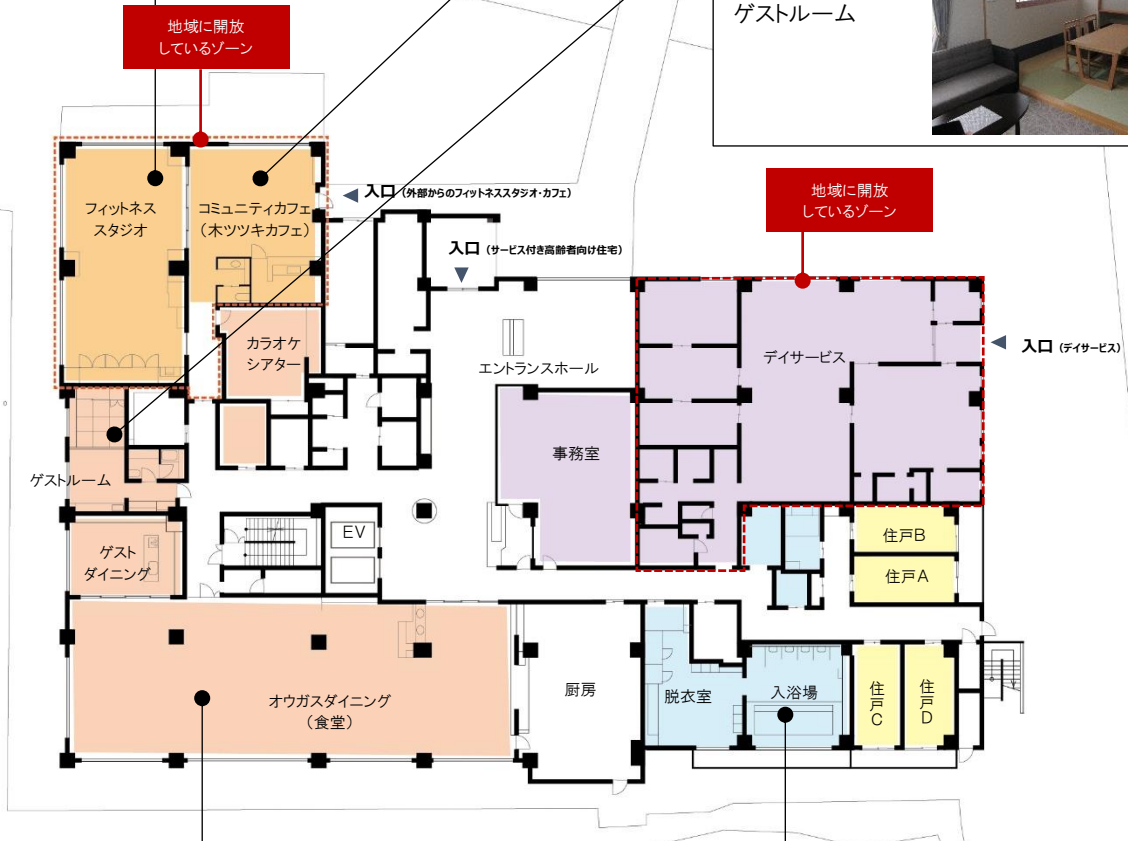 ゲストルーム
地域に開放
しているゾーン
地域に開放
しているゾーン
入口（外部からのフィットネススタジオ・カフェ）
フィットネス
スタジオ
コミュニティカフェ
（木ツツキカフェ）
入口（サービス付き高齢者向け住宅）
カラオケ
シアター
エントランスホール
デイサービス
入口（デイサービス）
事務室
ゲストルーム
EV
ゲスト
ダイニング
住戸B
住戸A
オウガスダイニング
（食堂）
厨房
脱衣室
入浴場
住戸C
住戸D